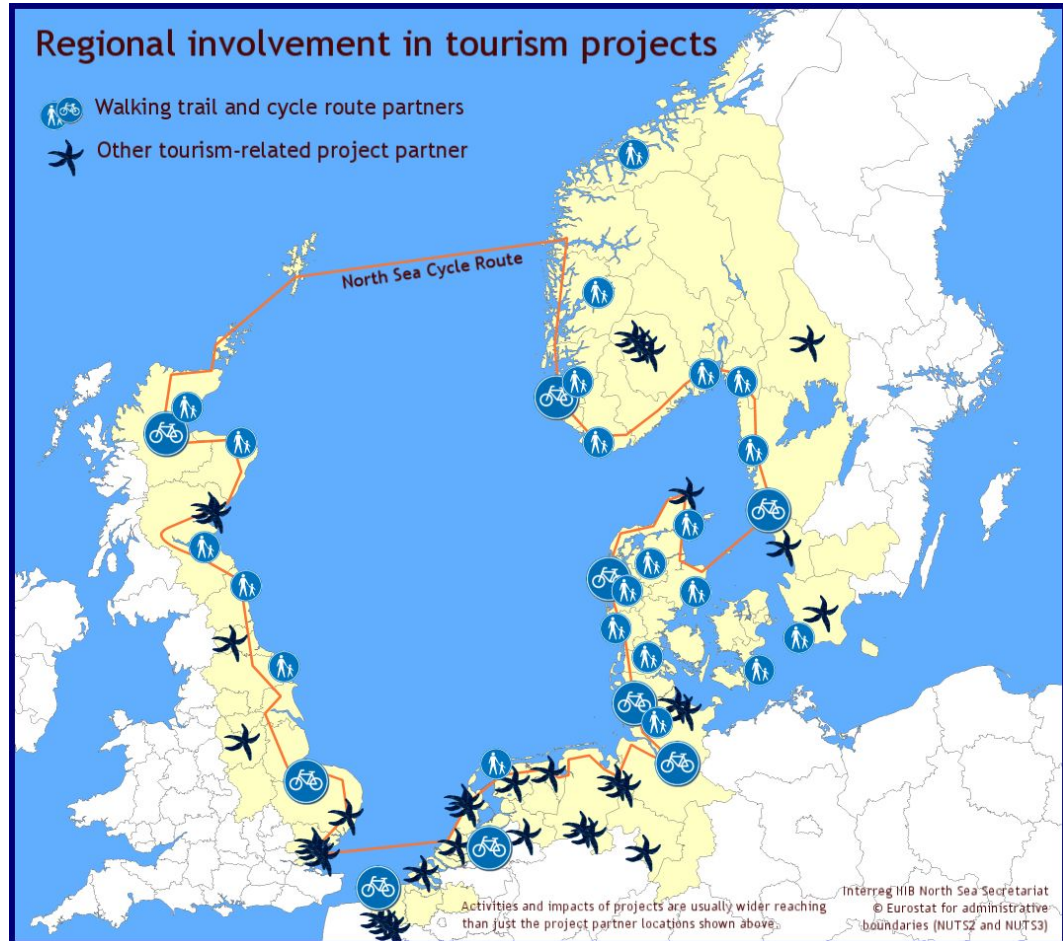 Regional involvement in tourism projects
Walking trail and cycle route partners
Other tourism-related project partner
North Sea Cycle Route
Activities and impacts of projects are usually wider reaching
than just the project partner locations shown above.
Interreg IIIB North Sea Secretariat
© Eurostat for administrative
boundaries (NUTS2 and NUTS3)